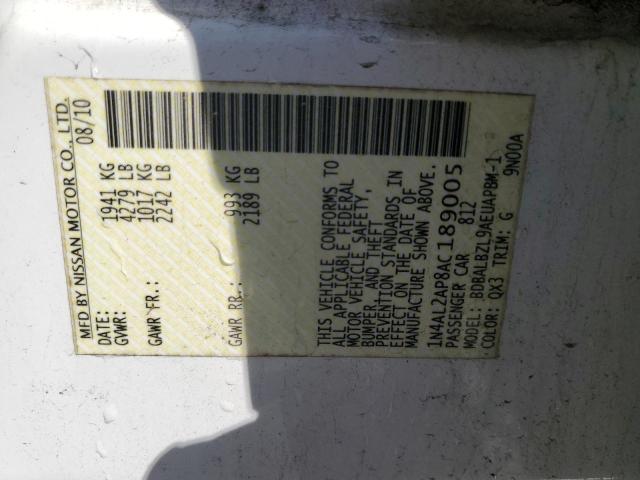 MFD BY NISSAN MOTOR CO., LTD.
DATE: 08/10
GVWR: 1941 KG
4279 LB
GAWR FR.: 1017 KG
2242 LB
GAWR RR.: 993 KG
2189 LB
THIS VEHICLE CONFORMS TO
ALL APPLICABLE FEDERAL
MOTOR VEHICLE SAFETY,
BUMPER, AND THEFT
PREVENTION STANDARDS IN
EFFECT ON THE DATE OF
MANUFACTURE SHOWN ABOVE.
1N4AL2AP8AC189005
PASSENGER CAR 812
MODEL: BDBALBZL9AEUAPBM-1
COLOR: QX3 TRIM: G 9N00A